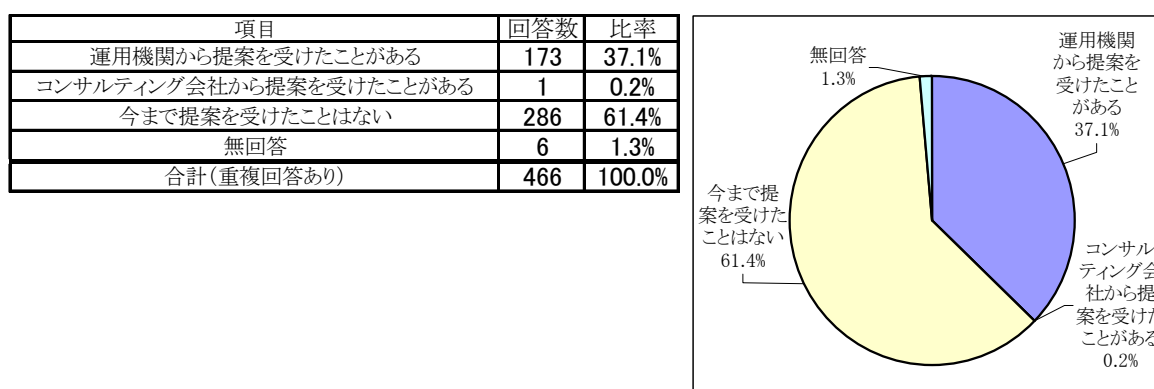 項目 回答数 比率
運用機関から提案を受けたことがある 173 37.1%
コンサルティング会社から提案を受けたことがある 1 0.2%
今まで提案を受けたことはない 286 61.4%
無回答 6 1.3%
合計(重複回答あり) 466 100.0%
無回答
1.3%
運用機関
から提案を
受けたこと
がある
37.1%
今まで提
案を受けた
ことはない
61.4%
コンサル
ティング会
社から提
案を受けた
ことがある
0.2%